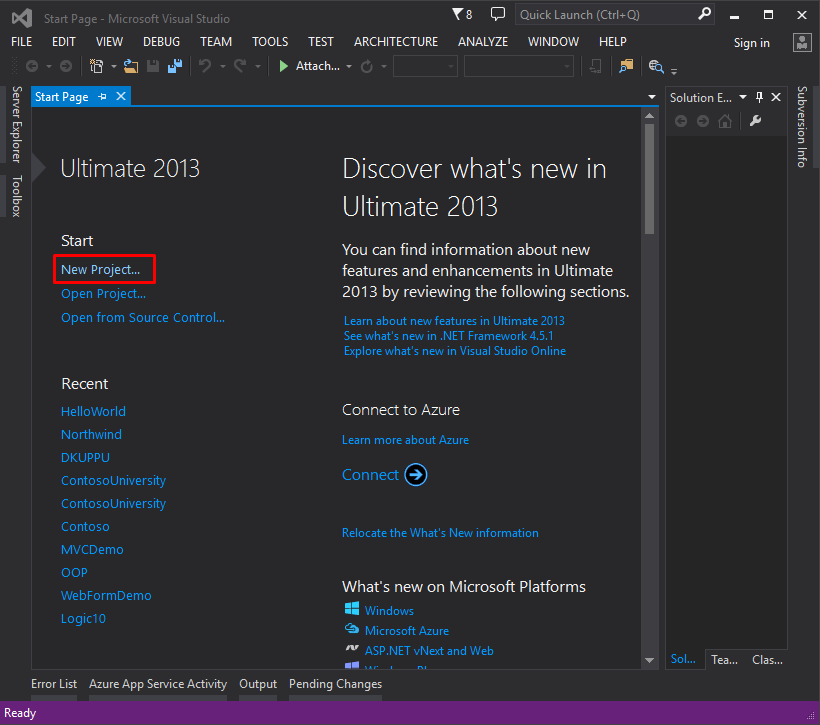 Start Page - Microsoft Visual Studio
8
Quick Launch (Ctrl+Q)
FILE EDIT VIEW DEBUG TEAM TOOLS TEST ARCHITECTURE ANALYZE WINDOW HELP
Sign in
Attach...
Server Explorer
Toolbox
Start Page
Ultimate 2013
Start
New Project...
Open Project...
Open from Source Control...
Recent
HelloWorld
Northwind
DKUPPU
ContosoUniversity
ContosoUniversity
Contoso
MVCDemo
OOP
WebFormDemo
Logic10
Discover what's new in
Ultimate 2013
You can find information about new
features and enhancements in Ultimate
2013 by reviewing the following sections.
Learn about new features in Ultimate 2013
See what's new in .NET Framework 4.5.1
Explore what's new in Visual Studio Online
Connect to Azure
Learn more about Azure
Connect
Relocate the What's New information
What's new on Microsoft Platforms
Windows
Microsoft Azure
ASP.NET vNext and Web
Solution E...
Subversion Info
Sol... Tea... Clas...
Error List Azure App Service Activity Output Pending Changes
Ready